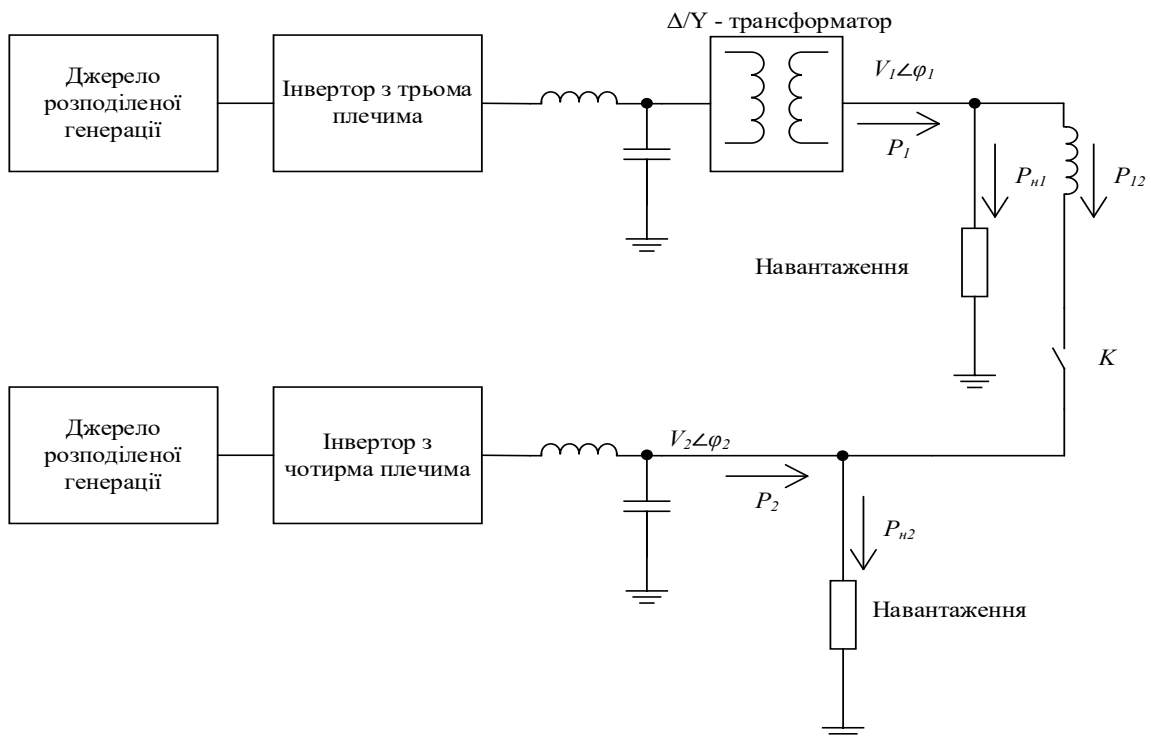 Δ/Y - трансформатор
Джерело
розподіленої
генерації
Інвертор з трьома
плечима
V₁∠φ₁
P₁
Pн1
P₁₂
Навантаження
K
Джерело
розподіленої
генерації
Інвертор з
чотирма плечима
V₂∠φ₂
P₂
Pн2
Навантаження